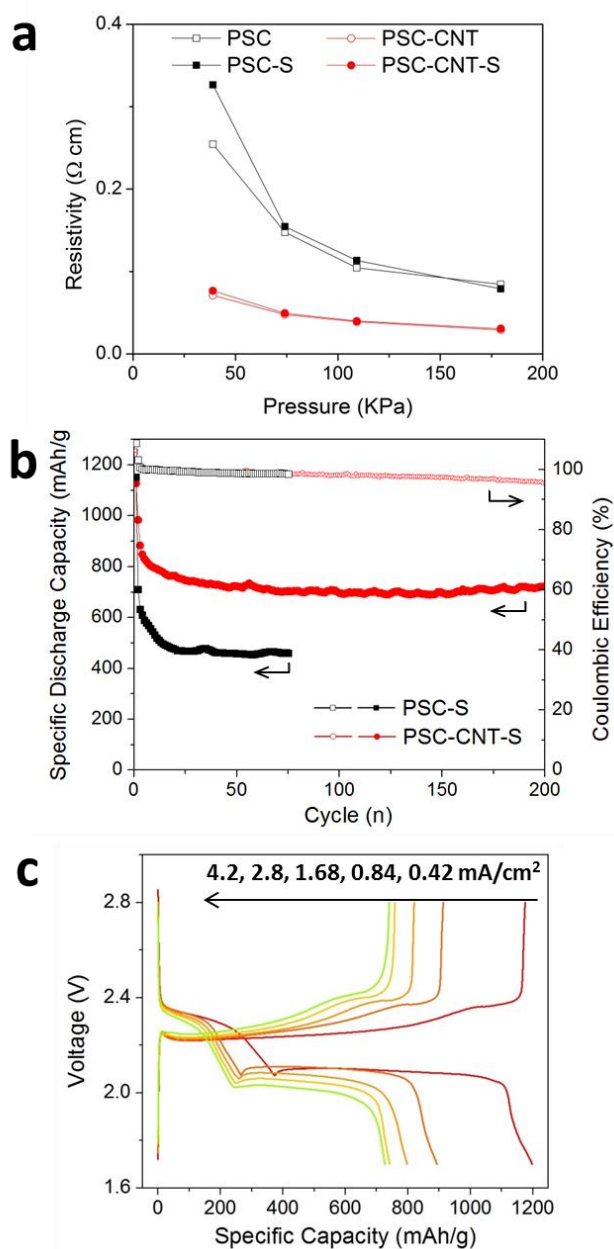 a
PSC PSC-CNT
PSC-S PSC-CNT-S
0.4
0.2
0.0
Resistivity (Ω cm)
0 50 100 150 200
Pressure (KPa)
b
1200
1000
800
600
400
200
0
Specific Discharge Capacity (mAh/g)
100
80
60
40
20
0
Coulombic Efficiency (%)
PSC-S
PSC-CNT-S
0 50 100 150 200
Cycle (n)
c
4.2, 2.8, 1.68, 0.84, 0.42 mA/cm²
2.8
2.4
2.0
1.6
Voltage (V)
0 200 400 600 800 1000 1200
Specific Capacity (mAh/g)